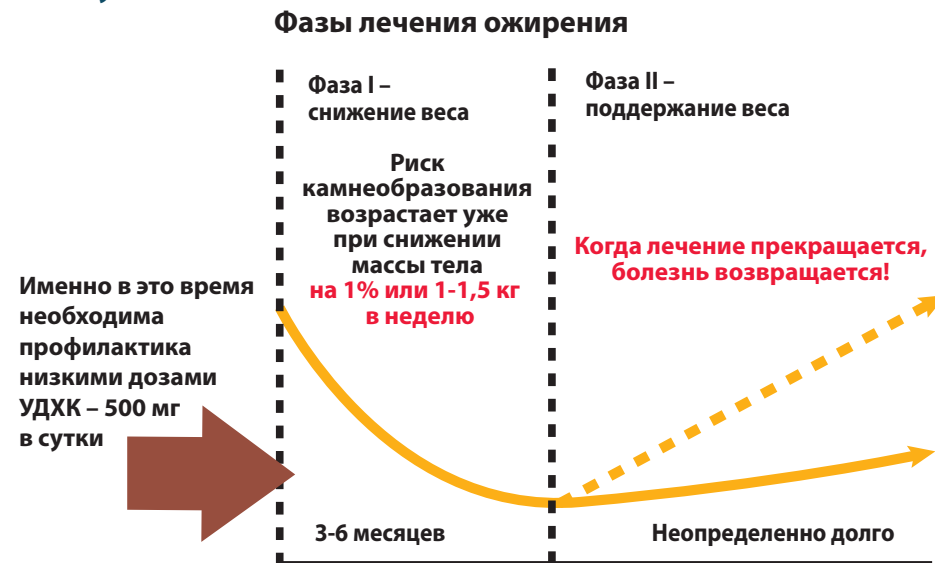 Фазы лечения ожирения
Фаза I –
снижение веса
Фаза II –
поддержание веса
Риск
камнеобразования
возрастает уже
при снижении
массы тела
на 1% или 1-1,5 кг
в неделю
Когда лечение прекращается,
болезнь возвращается!
Именно в это время
необходима
профилактика
низкими дозами
УДХК – 500 мг
в сутки
3-6 месяцев
Неопределенно долго